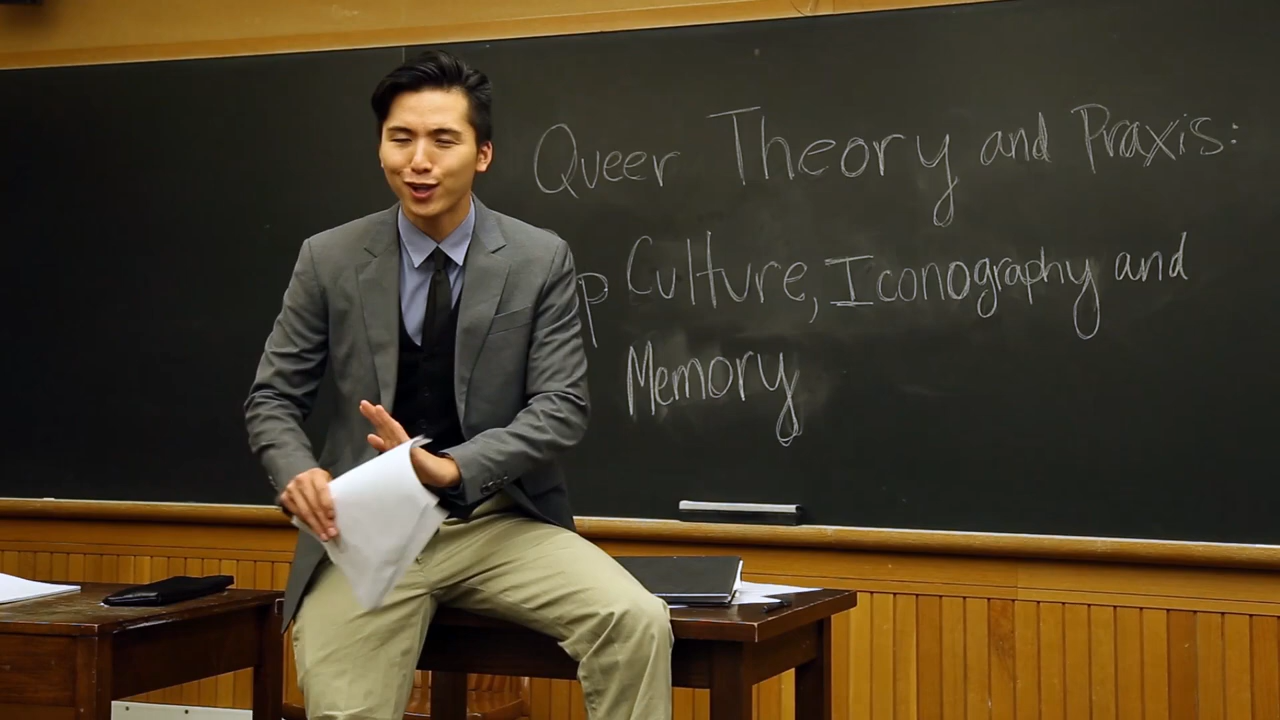 Queer Theory and Praxis:
p Culture, Iconography and
Memory